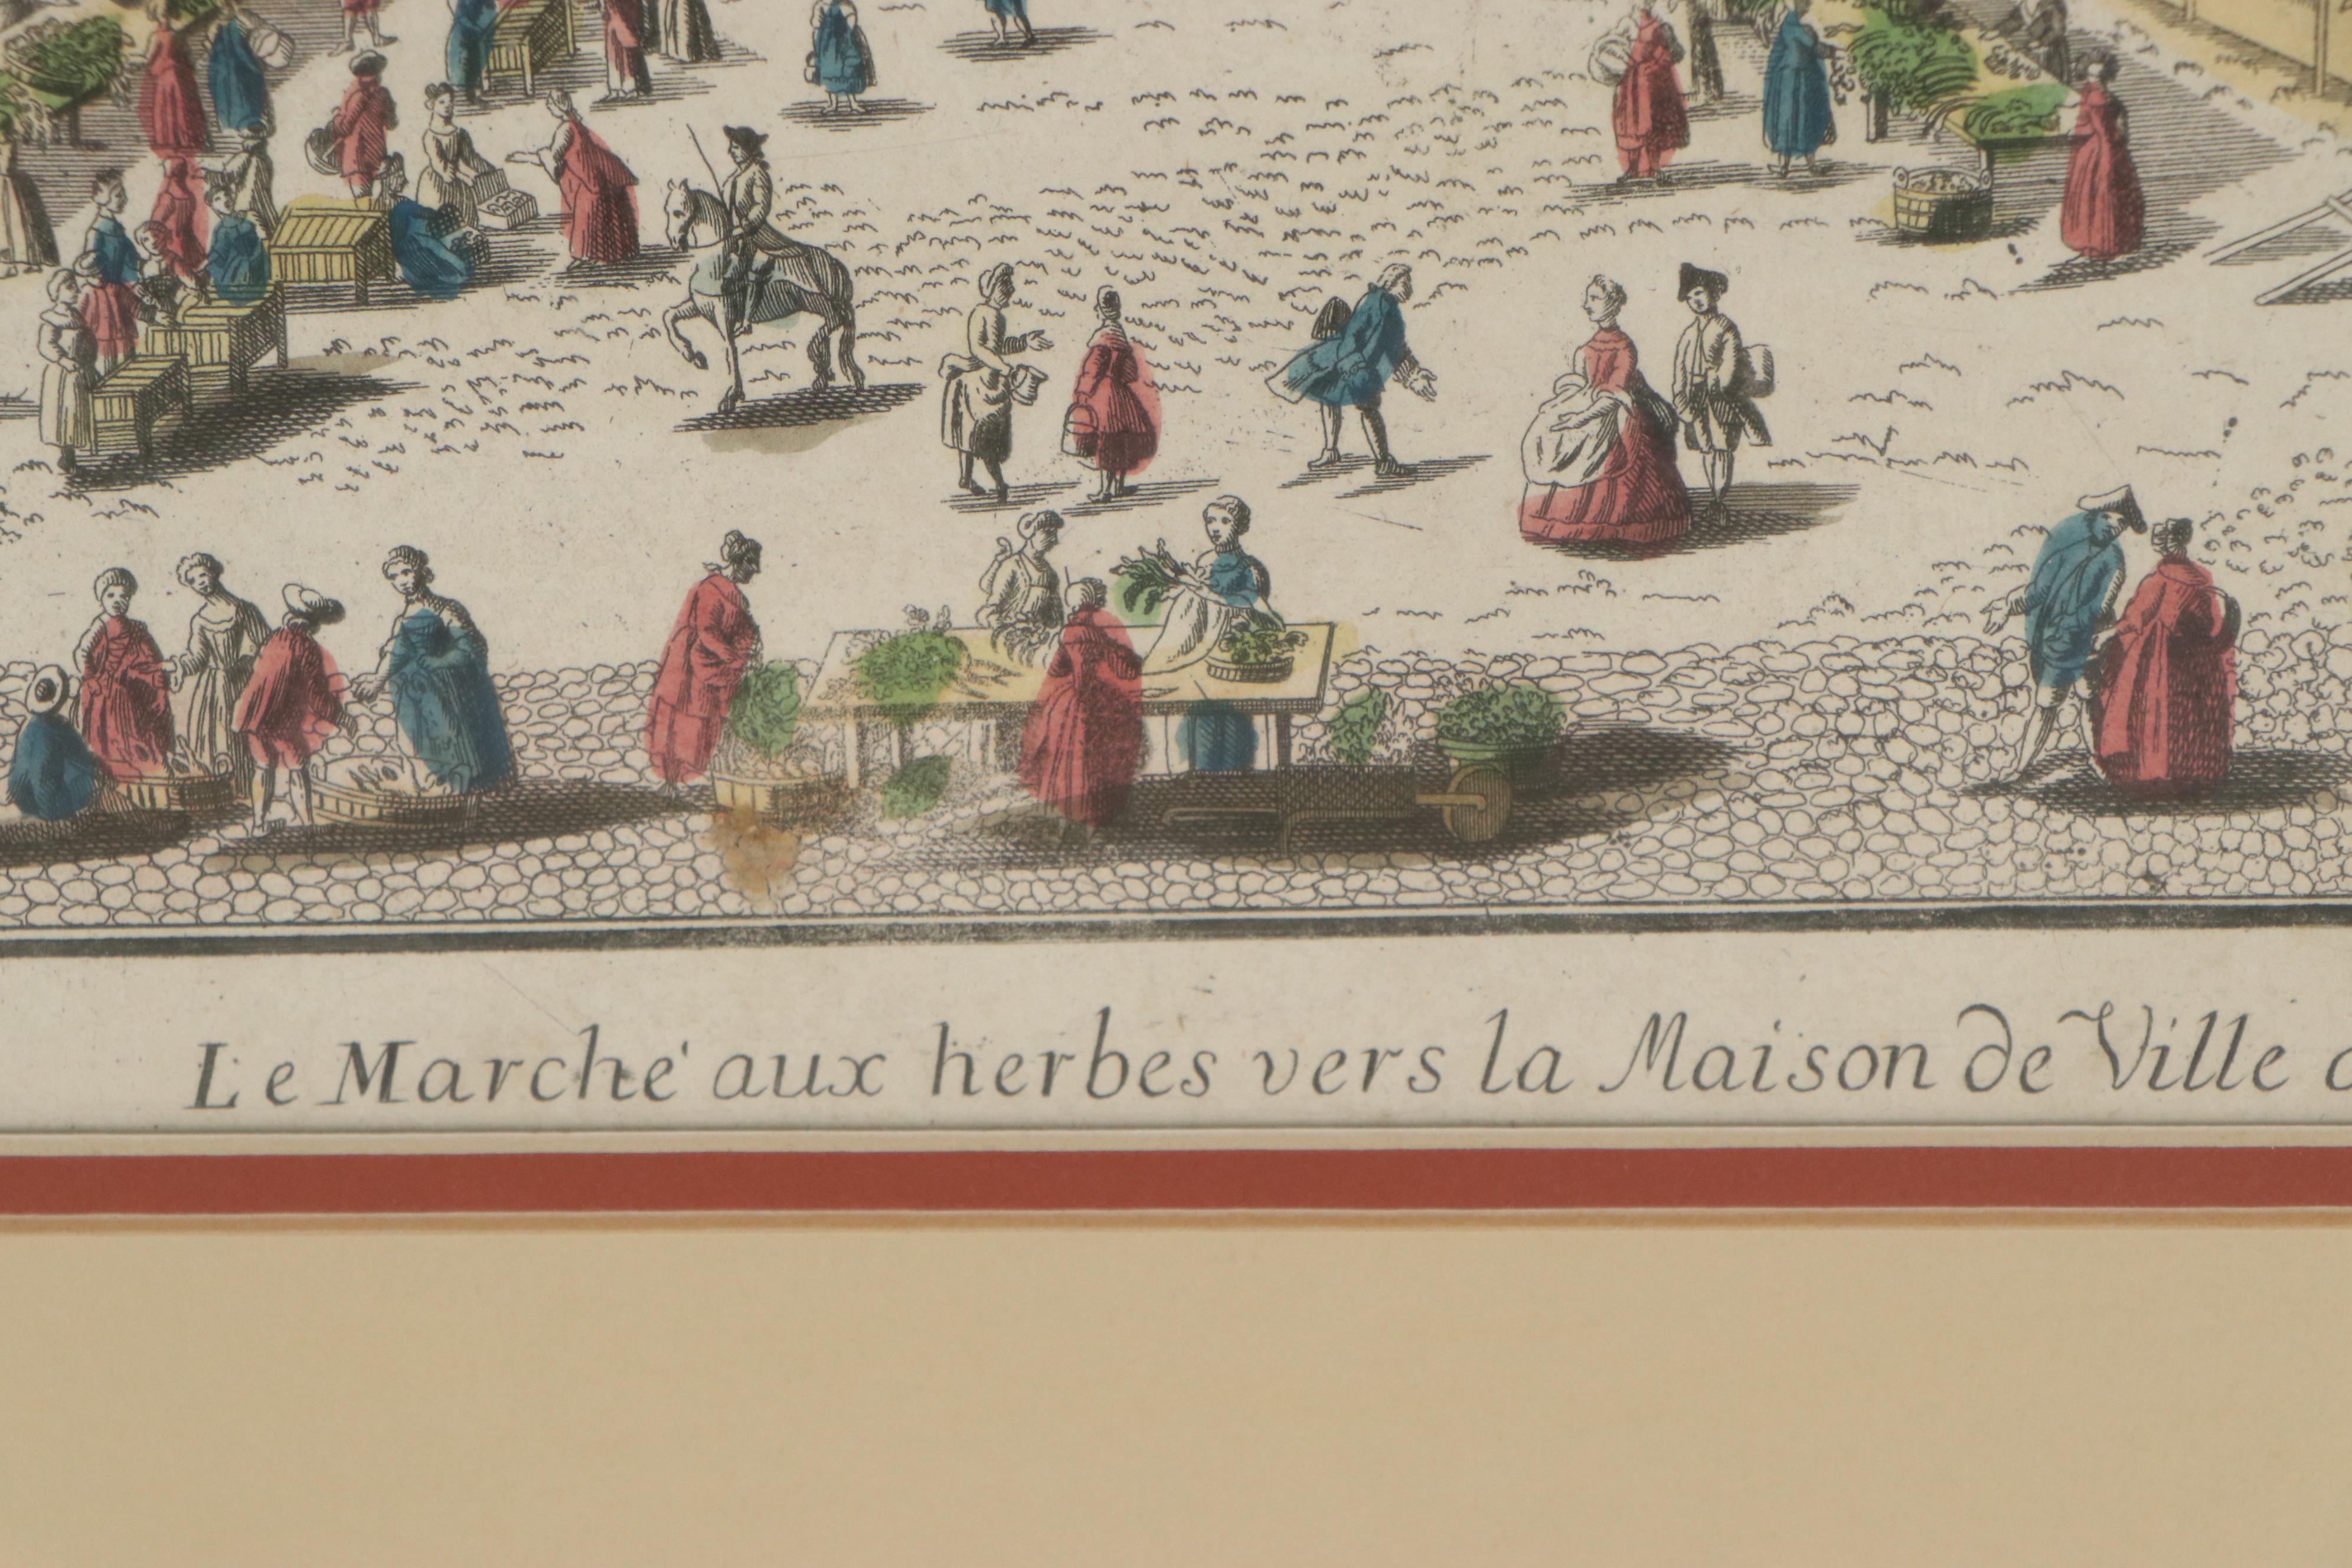 Le Marché aux herbes vers la Maison de Ville